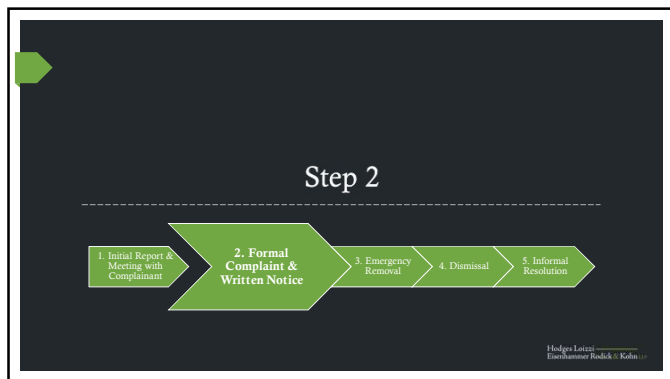 Step 2
1. Initial Report &
Meeting with
Complainant
2. Formal
Complaint &
Written Notice
3. Emergency
Removal
4. Dismissal
5. Informal
Resolution
Hodges Loizzi
Eisenhammer Rodick & Kohn LLP